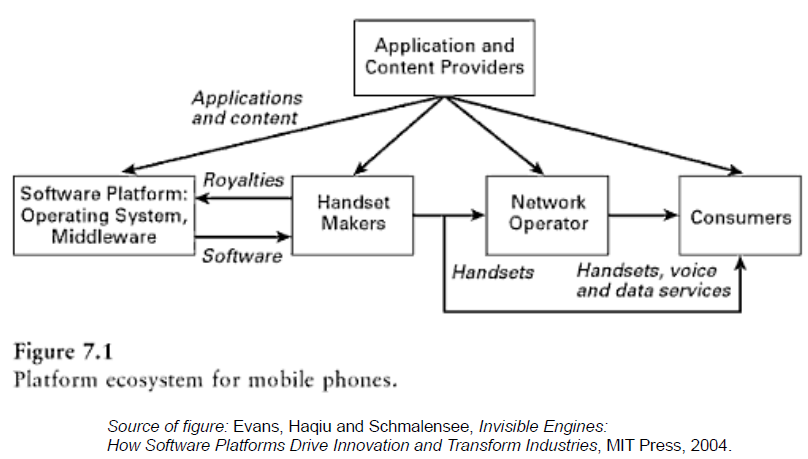 Application and
Content Providers
Applications
and content
Software Platform:
Operating System,
Middleware
Royalties
Software
Handset
Makers
Network
Operator
Consumers
Handsets
Handsets, voice
and data services
Figure 7.1
Platform ecosystem for mobile phones.
Source of figure: Evans, Haqiu and Schmalensee, Invisible Engines:
How Software Platforms Drive Innovation and Transform Industries, MIT Press, 2004.